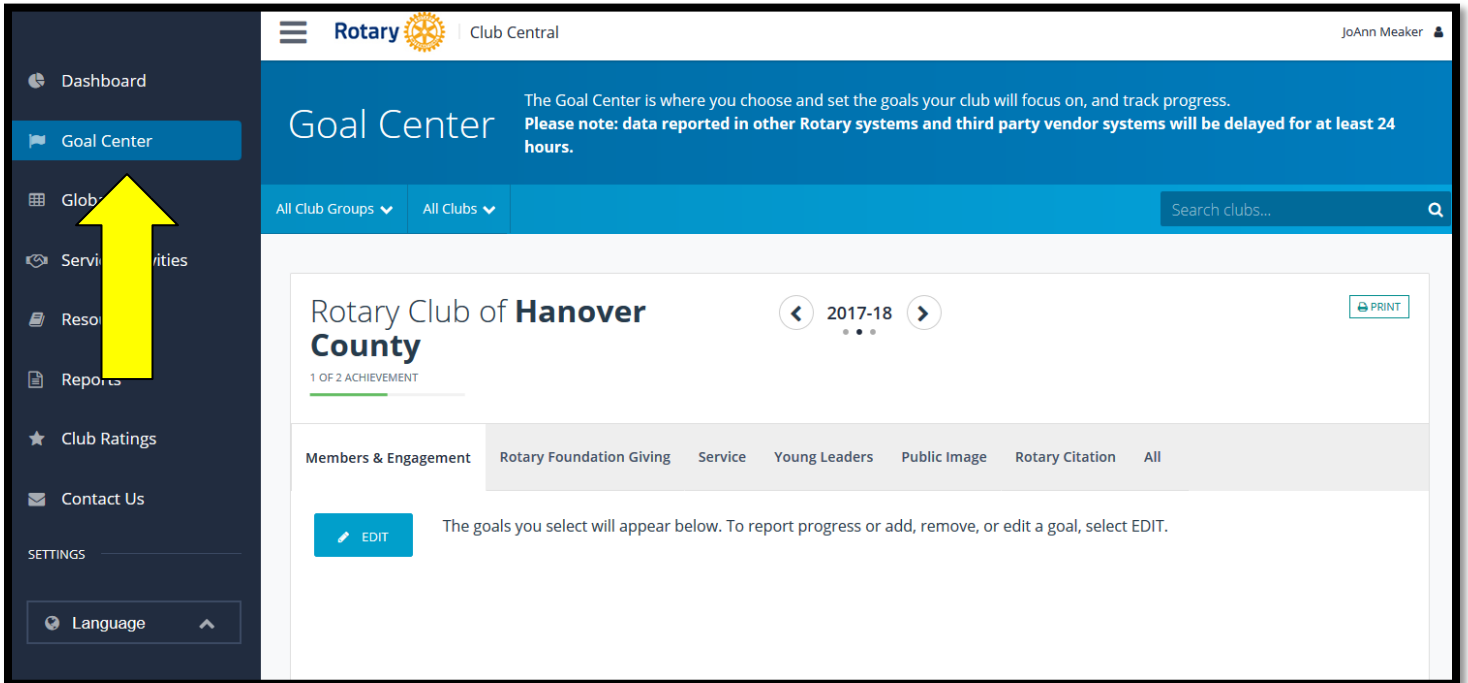 Rotary
Club Central
JoAnn Meaker
Dashboard
Goal Center
Reports
Club Ratings
Contact Us
SETTINGS
Language
Goal Center
The Goal Center is where you choose and set the goals your club will focus on, and track progress.
Please note: data reported in other Rotary systems and third party vendor systems will be delayed for at least 24
hours.
All Club Groups
All Clubs
Search clubs...
Rotary Club of Hanover
County
1 OF 2 ACHIEVEMENT
2017-18
PRINT
Members & Engagement
Rotary Foundation Giving
Service
Young Leaders
Public Image
Rotary Citation
All
EDIT
The goals you select will appear below. To report progress or add, remove, or edit a goal, select EDIT.